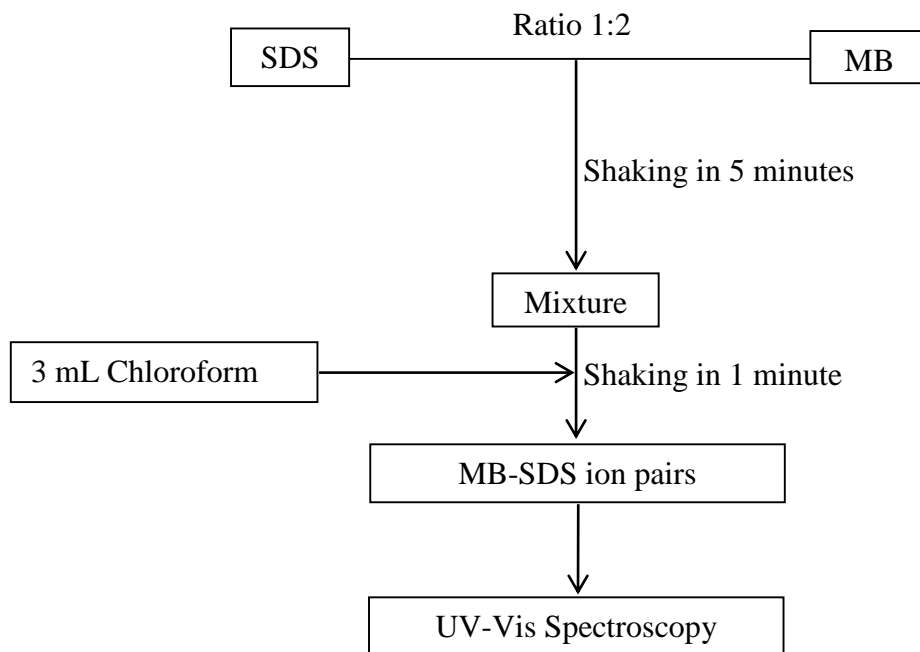 Ratio 1:2
SDS
MB
Shaking in 5 minutes
Mixture
3 mL Chloroform
Shaking in 1 minute
MB-SDS ion pairs
UV-Vis Spectroscopy